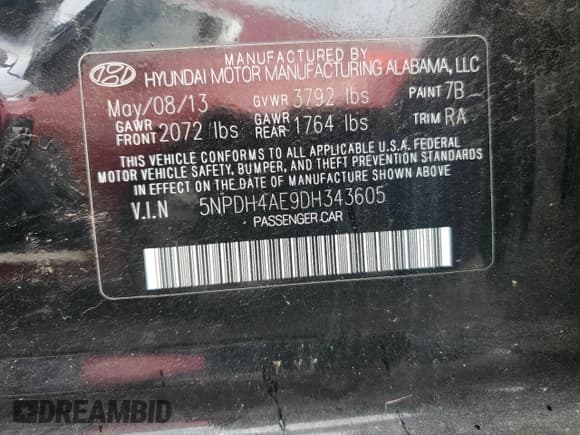 MANUFACTURED BY
HYUNDAI MOTOR MANUFACTURING ALABAMA, LLC
May/08/13 GVWR 3792 lbs PAINT 7B
GAWR FRONT 2072 lbs GAWR REAR 1764 lbs TRIM RA
THIS VEHICLE CONFORMS TO ALL APPLICABLE U.S.A. FEDERAL
MOTOR VEHICLE SAFETY, BUMPER, AND THEFT PREVENTION STANDARDS
IN EFFECT ON THE DATE OF MANUFACTURE SHOWN ABOVE
V.I.N 5NPDH4AE9DH343605
PASSENGER CAR
DREAMBID